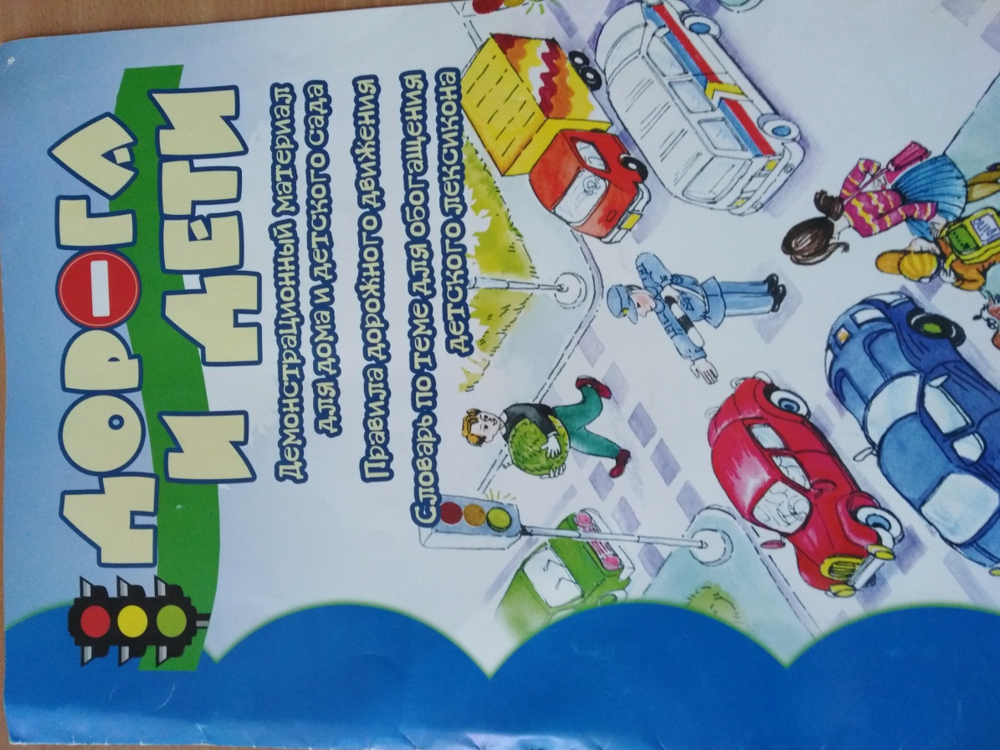 ДОРОГА
И ДЕТИ
Демонстрационный материал
для дома и детского сада
Правила дорожного движения
Словарь по теме для обогащения
детского лексикона